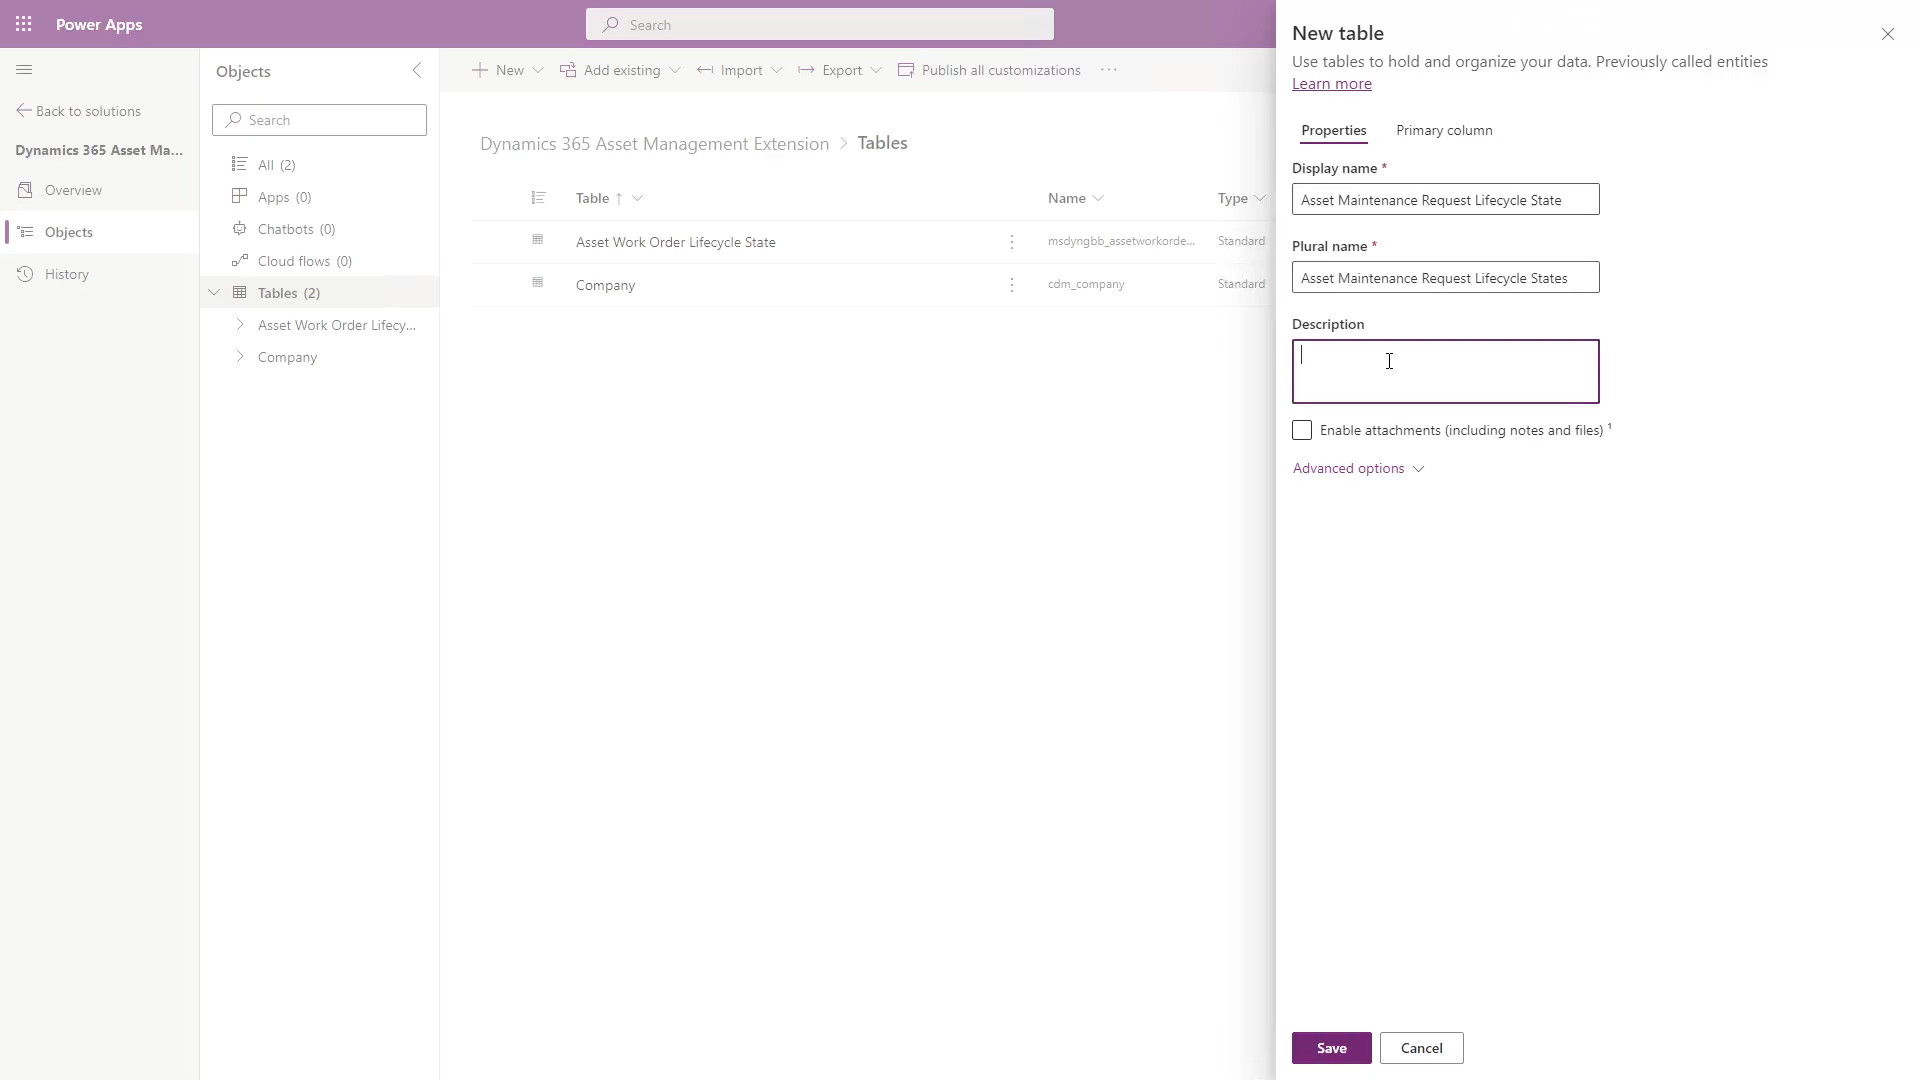 Power Apps
Search
Back to solutions
Dynamics 365 Asset Ma...
Overview
Objects
History
Objects
Search
All (2)
Apps (0)
Chatbots (0)
Cloud flows (0)
Tables (2)
Asset Work Order Lifecy...
Company
New
Add existing
Import
Export
Publish all customizations
Dynamics 365 Asset Management Extension > Tables
Table ↑ Name Type
Asset Work Order Lifecycle State msdyngbb_assetworkorde... Standard
Company cdm_company Standard
New table
Use tables to hold and organize your data. Previously called entities
Learn more
Properties Primary column
Display name *
Asset Maintenance Request Lifecycle State
Plural name *
Asset Maintenance Request Lifecycle States
Description
Enable attachments (including notes and files) ¹
Advanced options
Save Cancel